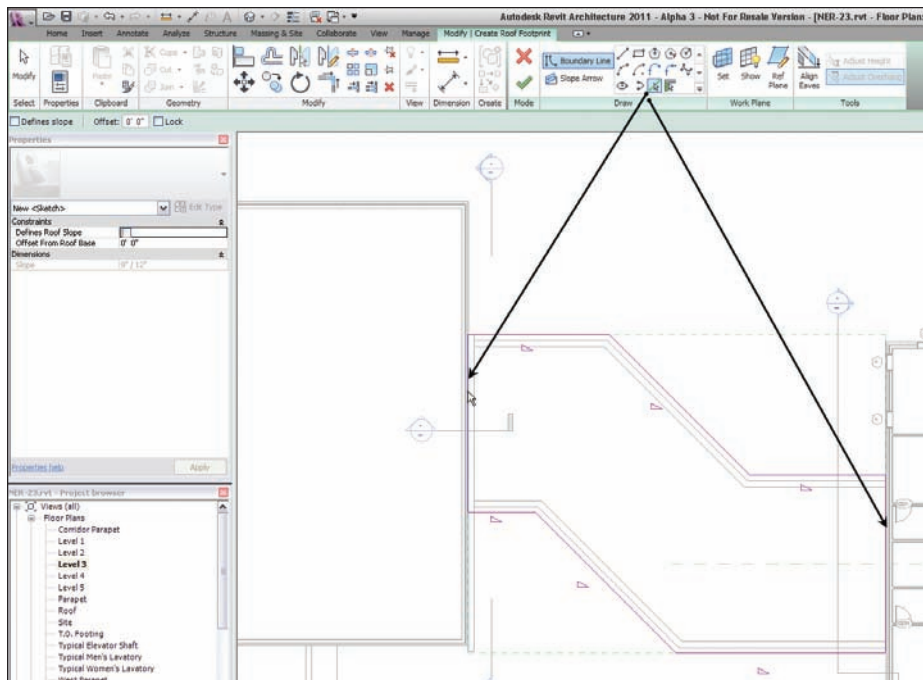 Autodesk Revit Architecture 2011 - Alpha 3 - Not For Resale Version - [NER-23.rvt - Floor Plan
Home Insert Annotate Analyze Structure Massing & Site Collaborate View Manage Modify | Create Roof Footprint
Cope
Cut
Join
Modify
Paste
Boundary Line
Slope Arrow
Set Show Ref Plane Align Eaves
Adjust Height
Adjust Overhang
Select Properties Clipboard Geometry Modify View Dimension Create Mode Draw Work Plane Tools
Defines slope Offset: 0' 0" Lock
Properties
New <Sketch> Edit Type
Constraints
Defines Roof Slope
Offset From Roof Base 0' 0"
Dimensions
Slope 9" / 12"
Properties help Apply
NER-23.rvt - Project browser
Views (all)
Floor Plans
Corridor Parapet
Level 1
Level 2
Level 3
Level 4
Level 5
Parapet
Roof
Site
T.O. Footing
Typical Elevator Shaft
Typical Men's Lavatory
Typical Women's Lavatory
West Parapet